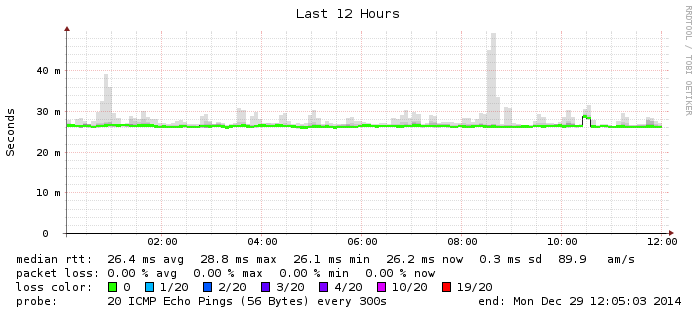 Last 12 Hours
RRDTOOL / TOBI OETIKER
Seconds
40 m
30 m
20 m
10 m
0
02:00 04:00 06:00 08:00 10:00 12:00
median rtt: 26.4 ms avg 28.8 ms max 26.1 ms min 26.2 ms now 0.3 ms sd 89.9 am/s
packet loss: 0.00 % avg 0.00 % max 0.00 % min 0.00 % now
loss color: 0 1/20 2/20 3/20 4/20 10/20 19/20
probe: 20 ICMP Echo Pings (56 Bytes) every 300s end: Mon Dec 29 12:05:03 2014